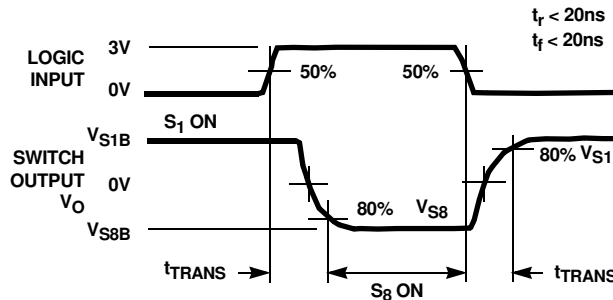 tr < 20ns
tf < 20ns
LOGIC
INPUT
3V
0V
50%
50%
S1 ON
VS1B
SWITCH
OUTPUT
VO
0V
VS8B
80%
VS8
80% VS1
tTRANS
S8 ON
tTRANS